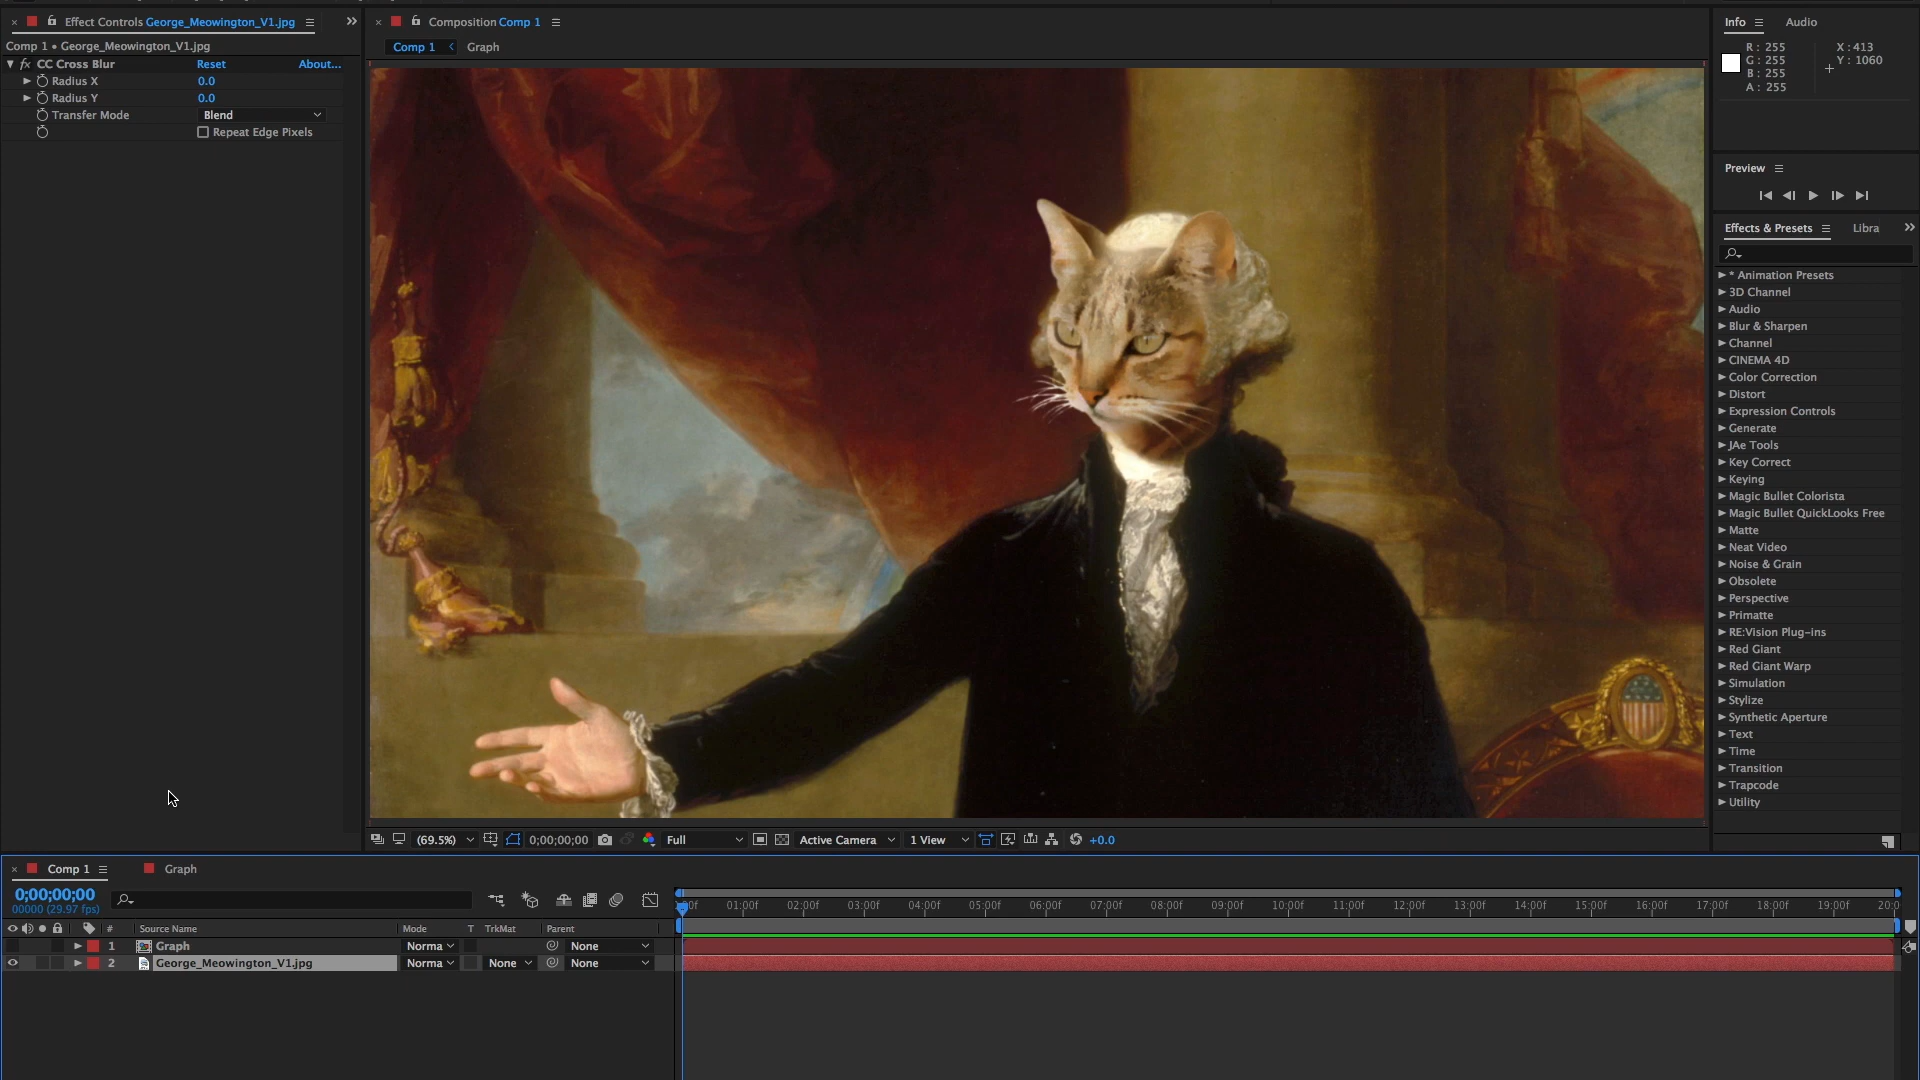 Effect Controls George_Meowington_V1.jpg
Comp 1 • George_Meowington_V1.jpg
fx CC Cross Blur Reset About...
Radius X 0.0
Radius Y 0.0
Transfer Mode Blend
Repeat Edge Pixels
Composition Comp 1
Comp 1 Graph
(69.5%) 0;00;00;00 Full Active Camera 1 View +0.0
Info Audio
R: 255
G: 255
B: 255
A: 255
X: 413
Y: 1060
Preview
Effects & Presets Libra
* Animation Presets
3D Channel
Audio
Blur & Sharpen
Channel
CINEMA 4D
Color Correction
Distort
Expression Controls
Generate
JAe Tools
Key Correct
Keying
Magic Bullet Colorista
Magic Bullet QuickLooks Free
Matte
Neat Video
Noise & Grain
Obsolete
Perspective
Primatte
RE:Vision Plug-ins
Red Giant
Red Giant Warp
Simulation
Stylize
Synthetic Aperture
Text
Time
Transition
Trapcode
Utility
Comp 1 Graph
0;00;00;00
00000 (29.97 fps)
:00f 01:00f 02:00f 03:00f 04:00f 05:00f 06:00f 07:00f 08:00f 09:00f 10:00f 11:00f 12:00f 13:00f 14:00f 15:00f 16:00f 17:00f 18:00f 19:00f 20:0
# Source Name Mode T TrkMat Parent
1 Graph Norma None
2 George_Meowington_V1.jpg Norma None None